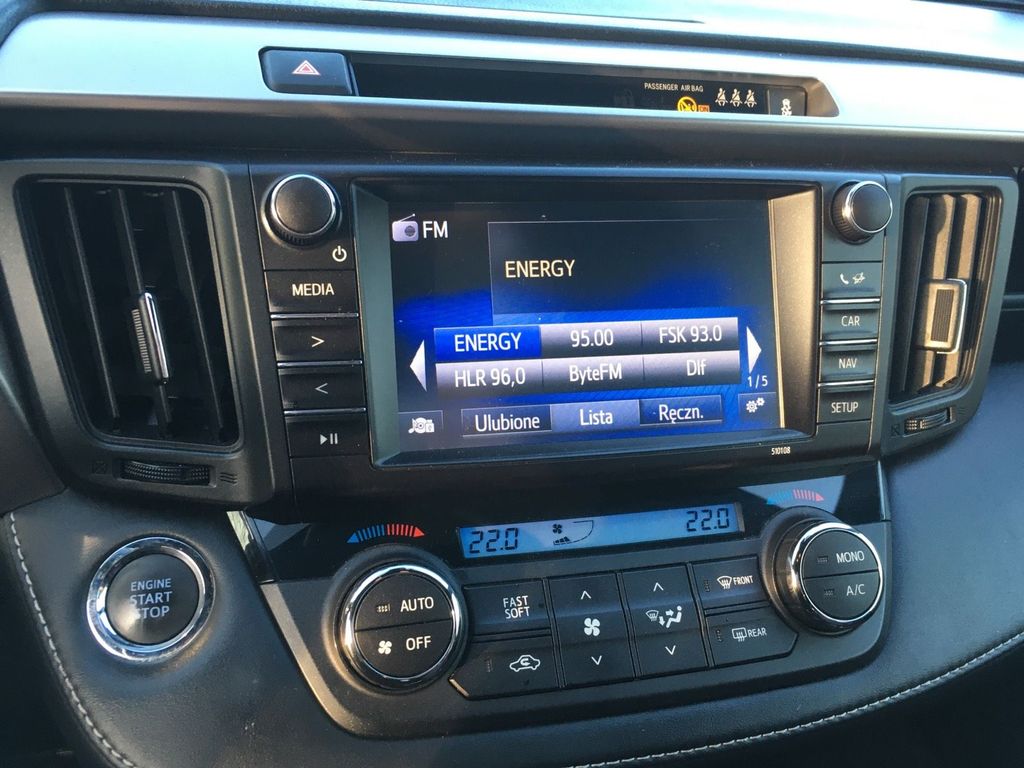 PASSENGER AIR BAG
ON
FM
ENERGY
MEDIA
>
<
ENERGY 95.00 FSK 93.0
HLR 96,0 ByteFM Dlf
1/5
Ulubione Lista Ręczn.
CAR
NAV
SETUP
510108
22.0 22.0
ENGINE
START
STOP
AUTO
OFF
FAST
SOFT
FRONT
REAR
MONO
A/C